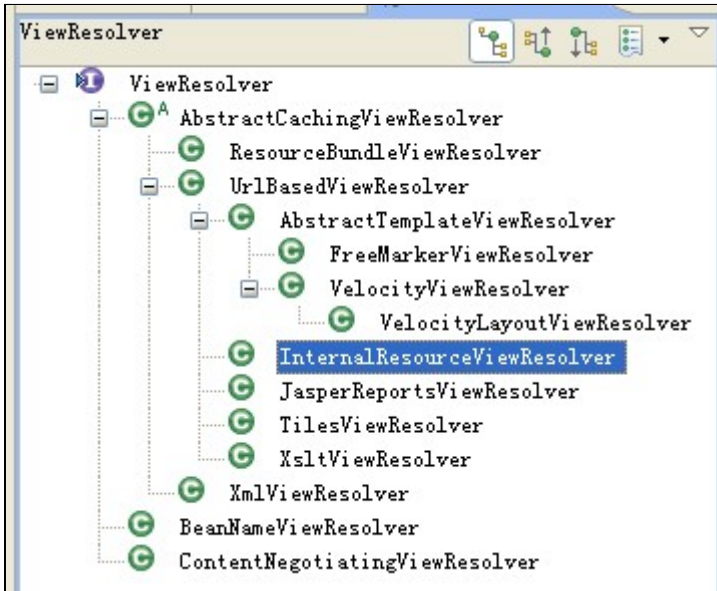 ViewResolver
ViewResolver
AbstractCachingViewResolver
ResourceBundleViewResolver
UrlBasedViewResolver
AbstractTemplateViewResolver
FreeMarkerViewResolver
VelocityViewResolver
VelocityLayoutViewResolver
InternalResourceViewResolver
JasperReportsViewResolver
TilesViewResolver
XsltViewResolver
XmlViewResolver
BeanNameViewResolver
ContentNegotiatingViewResolver